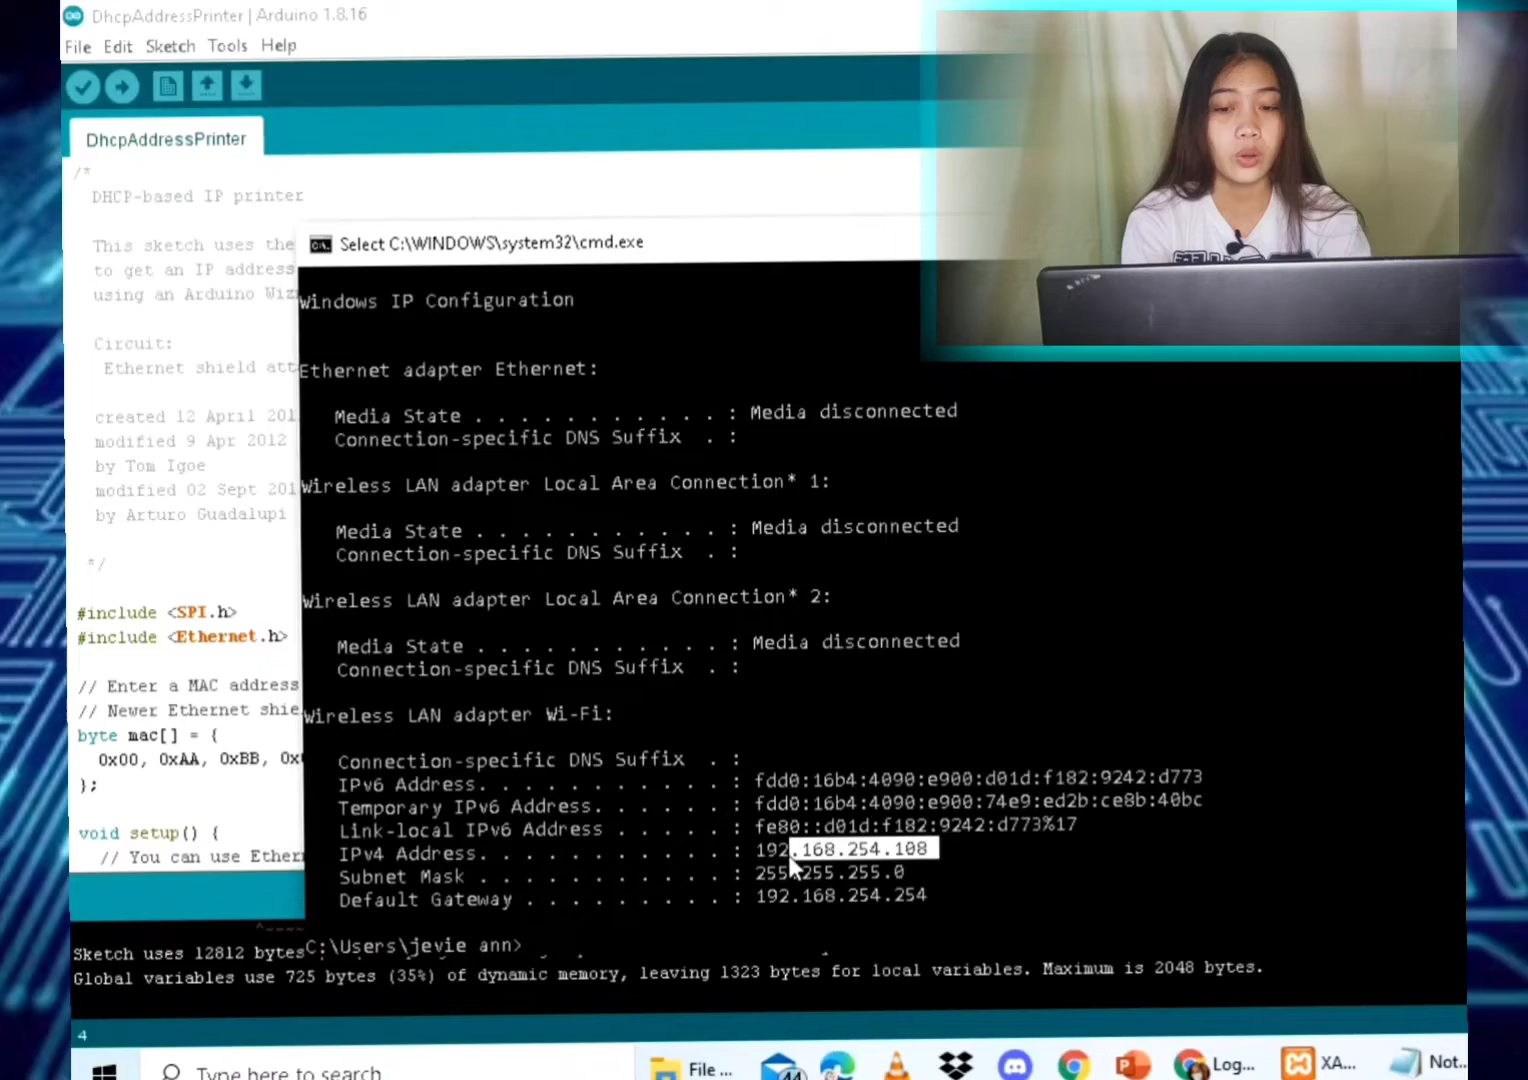 DhcpAddressPrinter | Arduino 1.8.16
File Edit Sketch Tools Help
DhcpAddressPrinter
/*
DHCP-based IP printer
This sketch uses the
to get an IP address
using an Arduino Wiz
Circuit:
Ethernet shield att
created 12 April 201
modified 9 Apr 2012
by Tom Igoe
modified 02 Sept 201
by Arturo Guadalupi
*/
#include <SPI.h>
#include <Ethernet.h>
// Enter a MAC address
// Newer Ethernet shie
byte mac[] = {
0x00, 0xAA, 0xBB, 0x
};
void setup() {
// You can use Ether
Select C:\WINDOWS\system32\cmd.exe
Windows IP Configuration
Ethernet adapter Ethernet:
Media State . . . . . . . . . . . : Media disconnected
Connection-specific DNS Suffix . :
Wireless LAN adapter Local Area Connection* 1:
Media State . . . . . . . . . . . : Media disconnected
Connection-specific DNS Suffix . :
Wireless LAN adapter Local Area Connection* 2:
Media State . . . . . . . . . . . : Media disconnected
Connection-specific DNS Suffix . :
Wireless LAN adapter Wi-Fi:
Connection-specific DNS Suffix . :
IPv6 Address. . . . . . . . . . . : fdd0:16b4:4090:e900:d01d:f182:9242:d773
Temporary IPv6 Address. . . . . . : fdd0:16b4:4090:e900:74e9:ed2b:ce8b:40bc
Link-local IPv6 Address . . . . . : fe80::d01d:f182:9242:d773%17
IPv4 Address. . . . . . . . . . . : 192.168.254.108
Subnet Mask . . . . . . . . . . . : 255.255.255.0
Default Gateway . . . . . . . . . : 192.168.254.254
C:\Users\jevie ann>
Sketch uses 12812 bytes
Global variables use 725 bytes (35%) of dynamic memory, leaving 1323 bytes for local variables. Maximum is 2048 bytes.
4
Type here to search
File ...
44
Log...
XA...
Not...